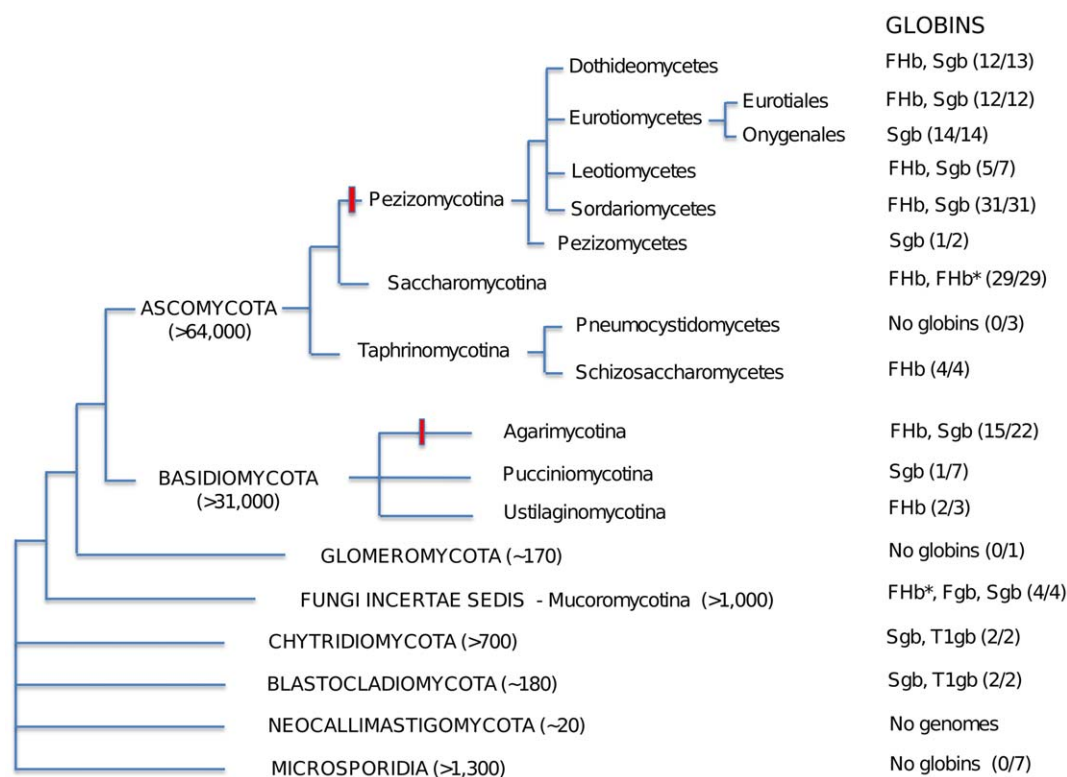 GLOBINS
Dothideomycetes FHb, Sgb (12/13)
Eurotiomycetes Eurotiales FHb, Sgb (12/12)
Onygenales Sgb (14/14)
Leotiomycetes FHb, Sgb (5/7)
Pezizomycotina Sordariomycetes FHb, Sgb (31/31)
Pezizomycetes Sgb (1/2)
Saccharomycotina FHb, FHb* (29/29)
ASCOMYCOTA
(>64,000)
Pneumocystidomycetes No globins (0/3)
Taphrinomycotina
Schizosaccharomycetes FHb (4/4)
Agarimycotina FHb, Sgb (15/22)
BASIDIOMYCOTA
(>31,000)
Pucciniomycotina Sgb (1/7)
Ustilaginomycotina FHb (2/3)
GLOMEROMYCOTA (~170) No globins (0/1)
FUNGI INCERTAE SEDIS - Mucoromycotina (>1,000) FHb*, Fgb, Sgb (4/4)
CHYTRIDIOMYCOTA (>700) Sgb, T1gb (2/2)
BLASTOCLADIOMYCOTA (~180) Sgb, T1gb (2/2)
NEOCALLIMASTIGOMYCOTA (~20) No genomes
MICROSPORIDIA (>1,300) No globins (0/7)